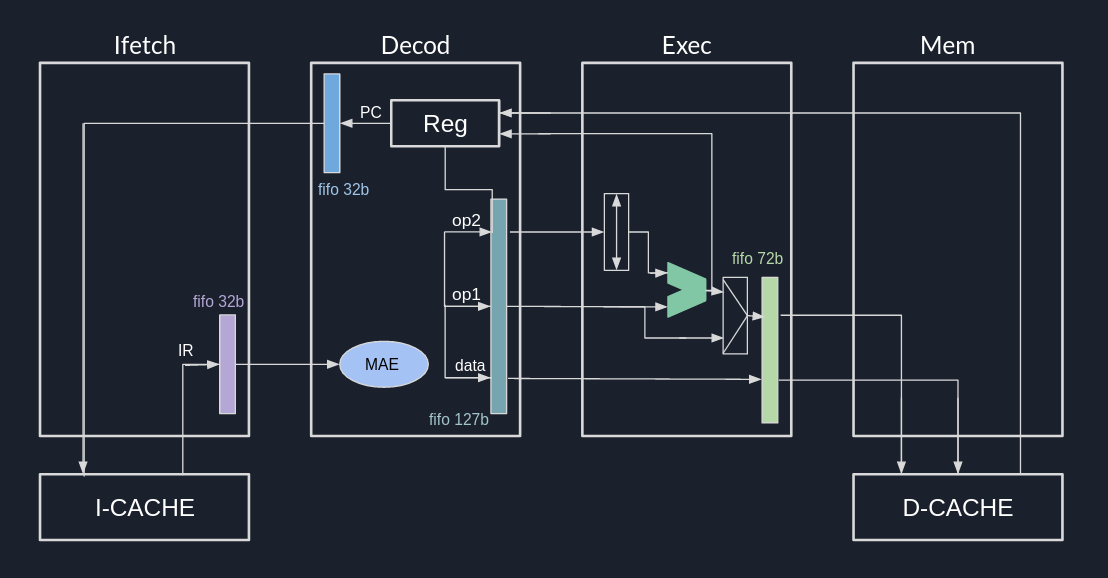 Ifetch
Decod
Exec
Mem
PC
Reg
fifo 32b
op2
fifo 72b
op1
fifo 32b
IR
MAE
data
fifo 127b
I-CACHE
D-CACHE